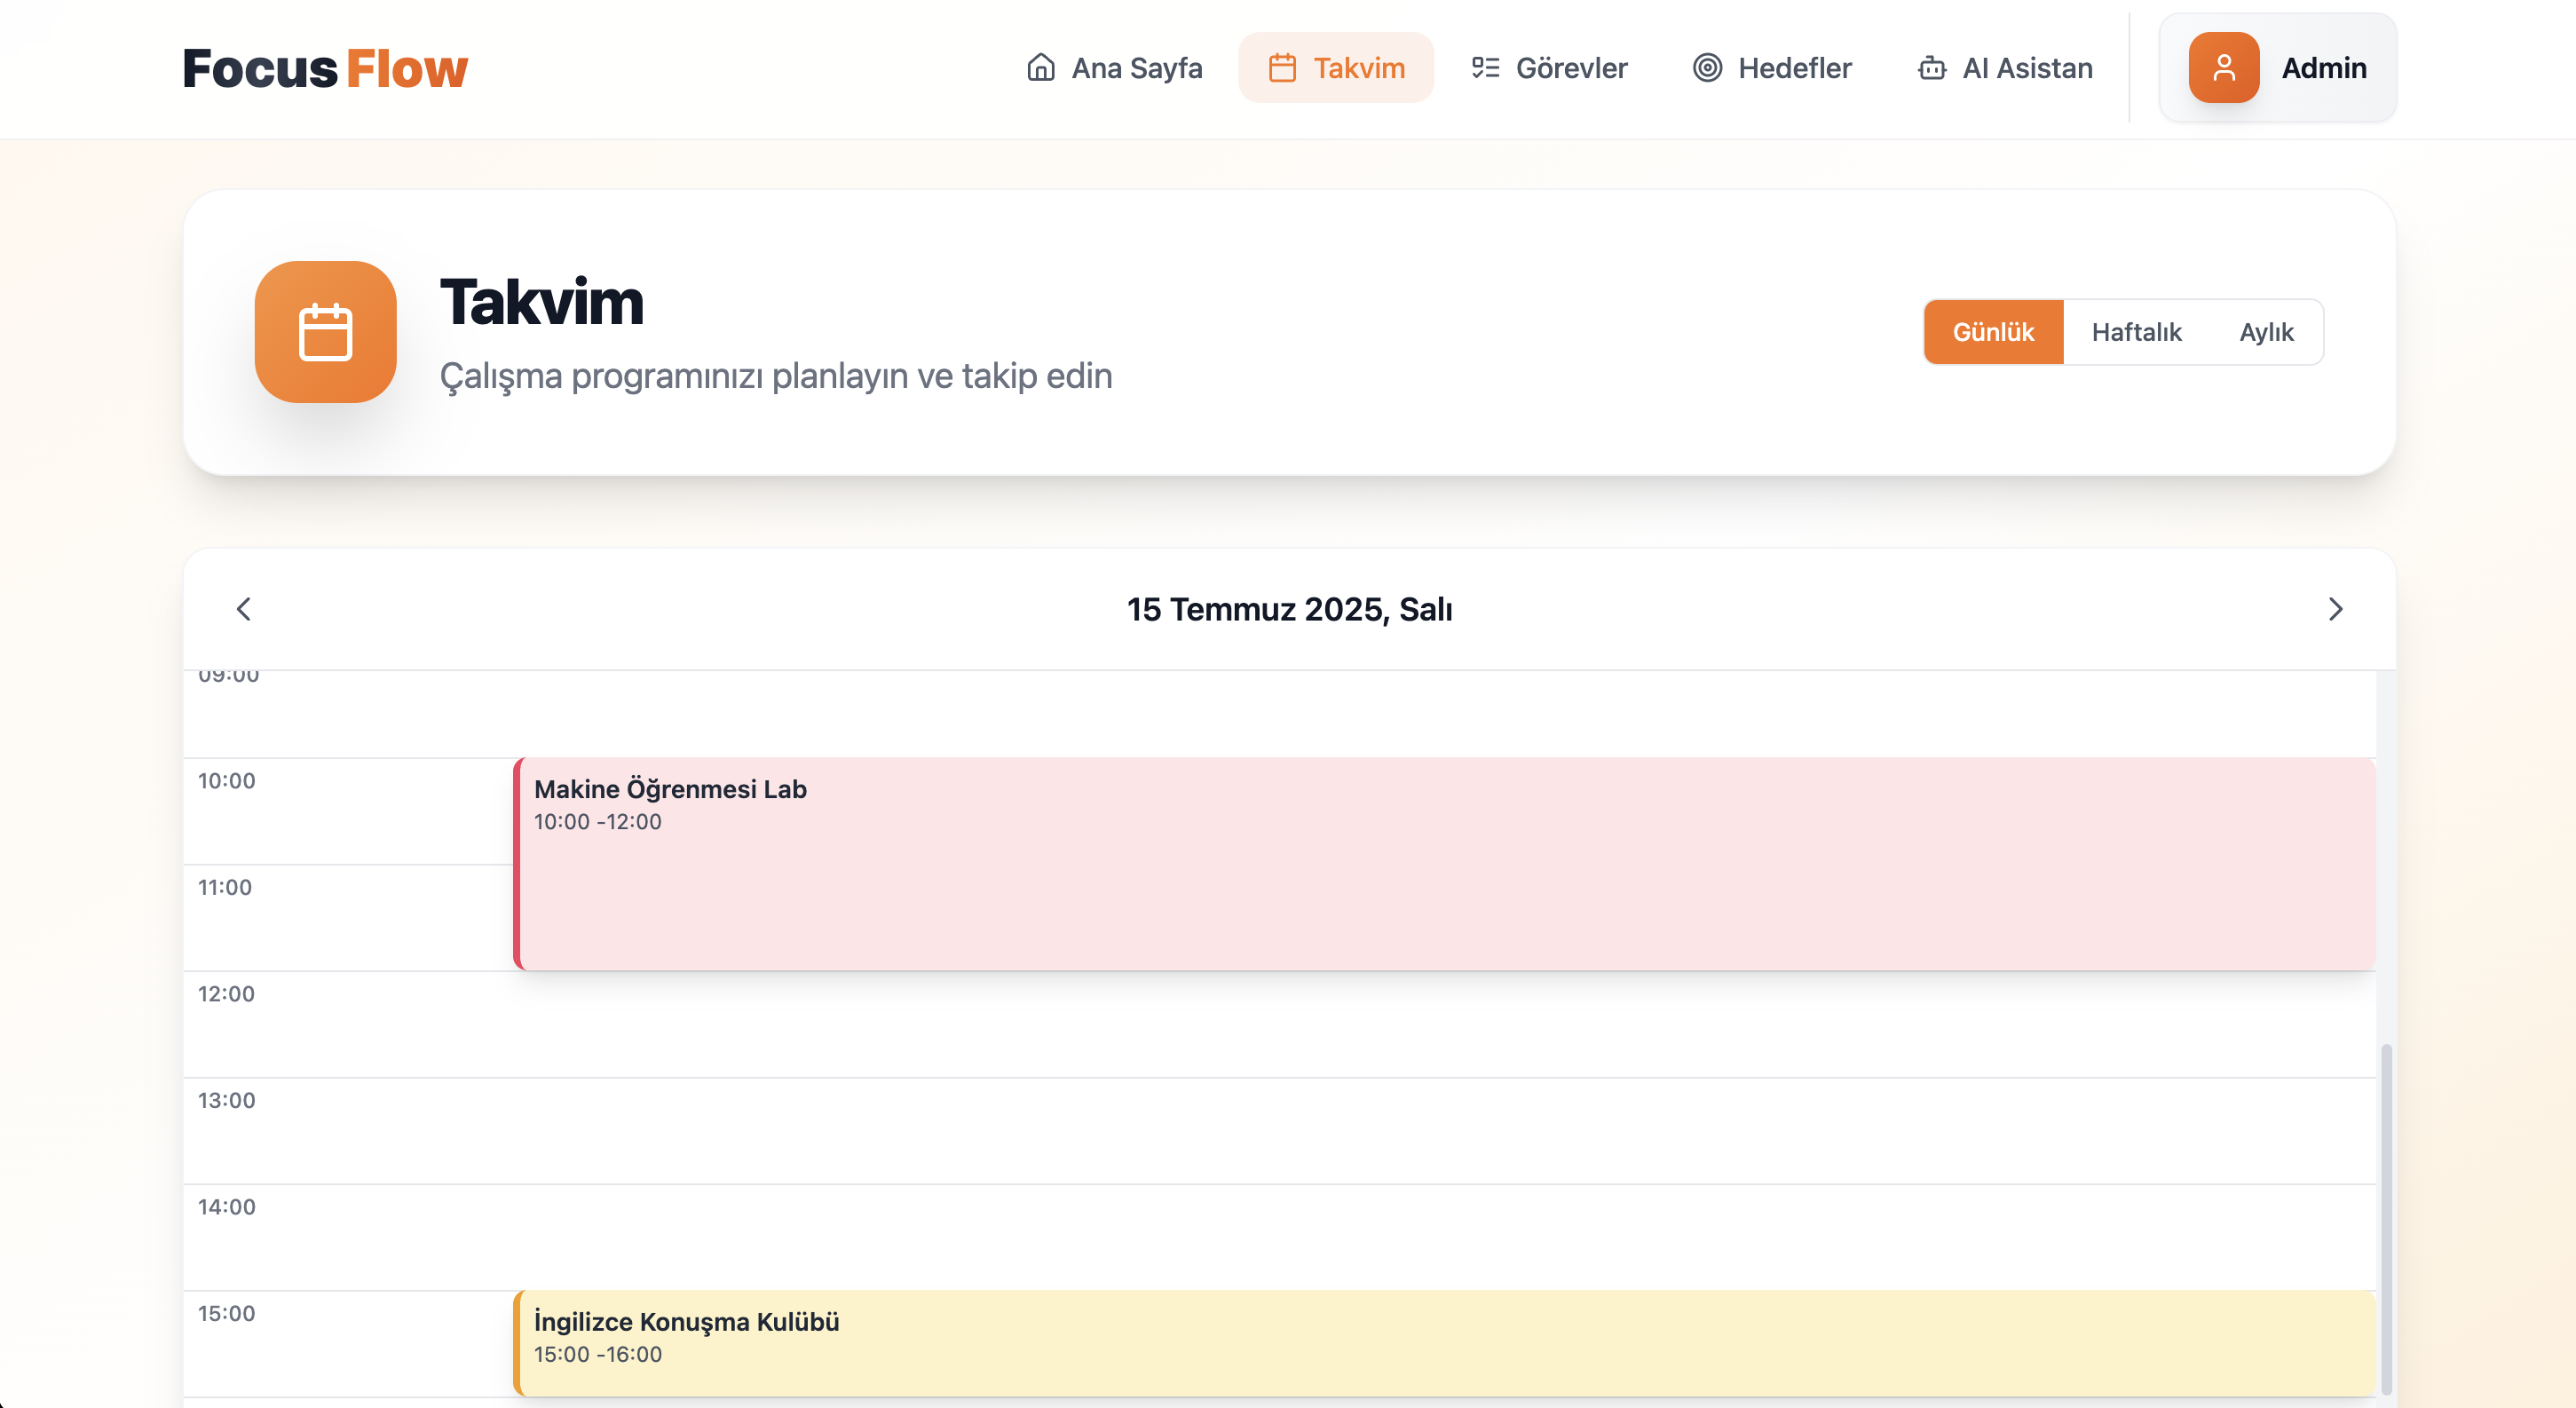 Focus Flow
Ana Sayfa
Takvim
Görevler
Hedefler
AI Asistan
Admin
Takvim
Çalışma programınızı planlayın ve takip edin
Günlük
Haftalık
Aylık
15 Temmuz 2025, Salı
09:00
10:00
Makine Öğrenmesi Lab
10:00 -12:00
11:00
12:00
13:00
14:00
15:00
İngilizce Konuşma Kulübü
15:00 -16:00